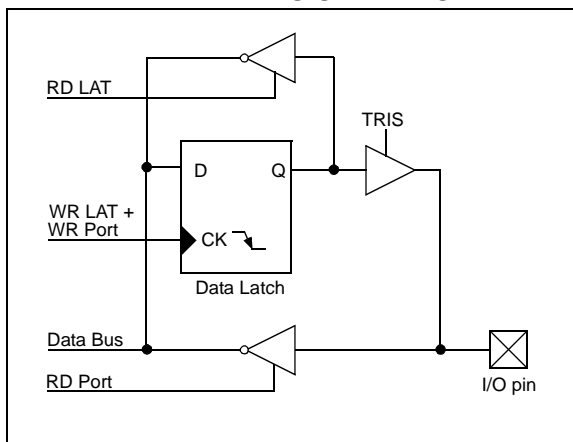 RD LAT
TRIS
D
Q
WR LAT +
WR Port
CK
Data Latch
Data Bus
RD Port
I/O pin